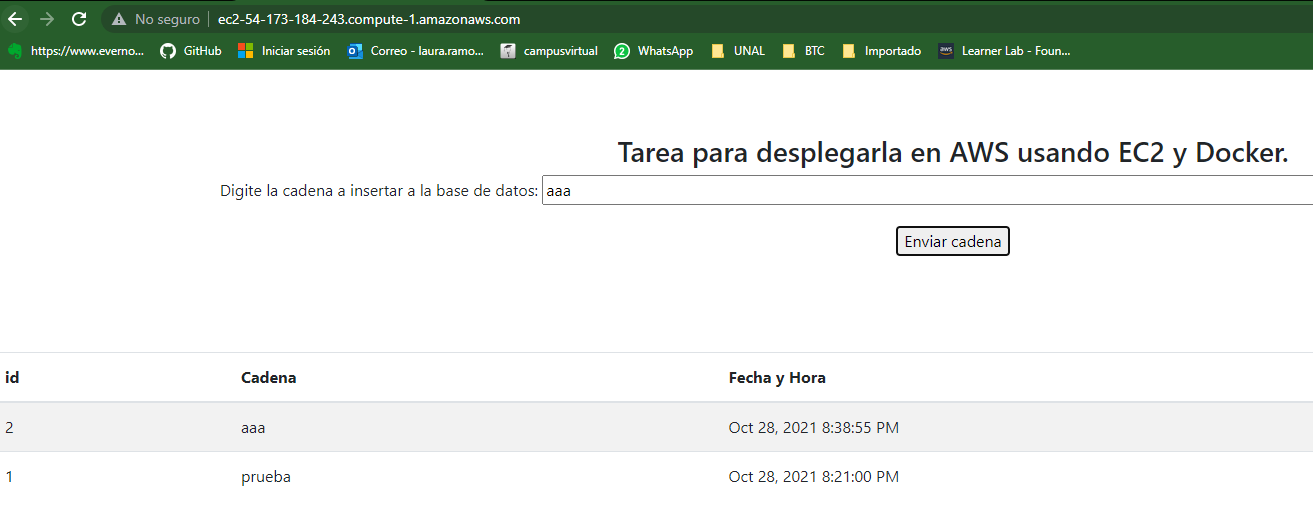 No seguro ec2-54-173-184-243.compute-1.amazonaws.com
https://www.everno... GitHub Iniciar sesión Correo - laura.ramo... campusvirtual 2 WhatsApp UNAL BTC Importado aws Learner Lab - Foun...
Tarea para desplegarla en AWS usando EC2 y Docker.
Digite la cadena a insertar a la base de datos: aaa
Enviar cadena
id Cadena Fecha y Hora
2 aaa Oct 28, 2021 8:38:55 PM
1 prueba Oct 28, 2021 8:21:00 PM